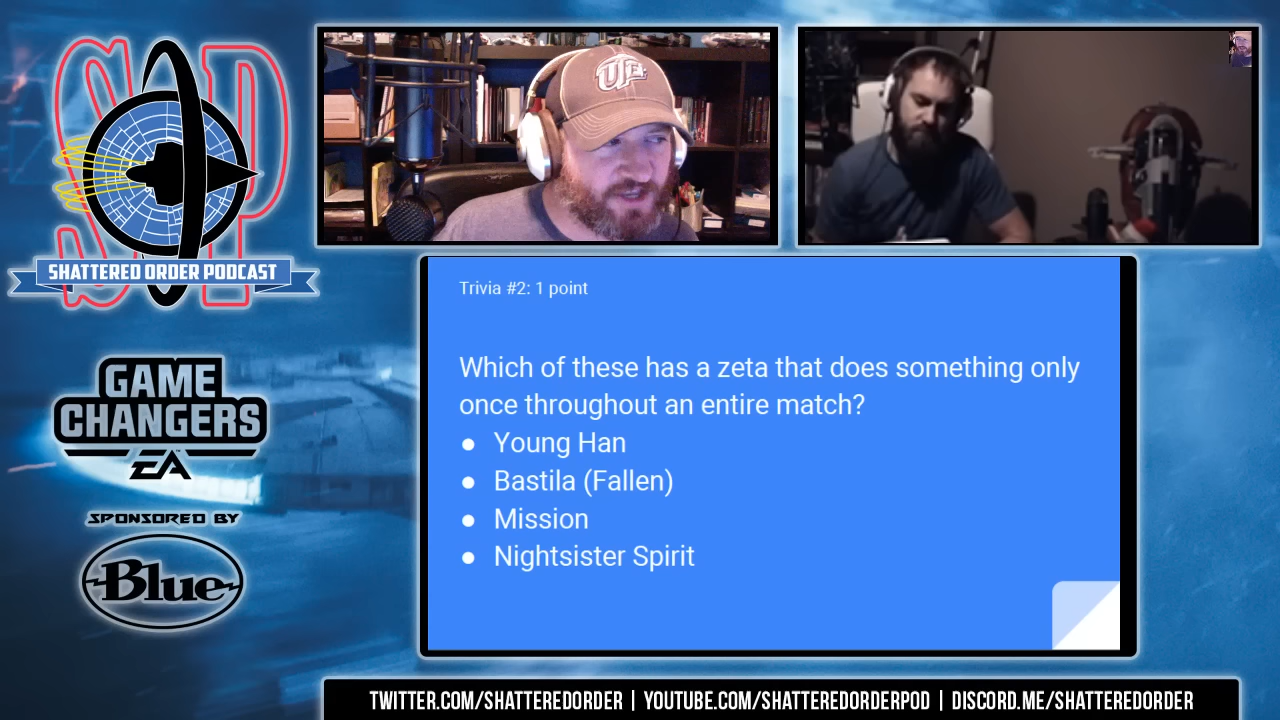 SOP
SHATTERED ORDER PODCAST
GAME
CHANGERS
EA
SPONSORED BY
Blue
Trivia #2: 1 point
Which of these has a zeta that does something only
once throughout an entire match?
● Young Han
● Bastila (Fallen)
● Mission
● Nightsister Spirit
TWITTER.COM/SHATTEREDORDER | YOUTUBE.COM/SHATTEREDORDERPOD | DISCORD.ME/SHATTEREDORDER